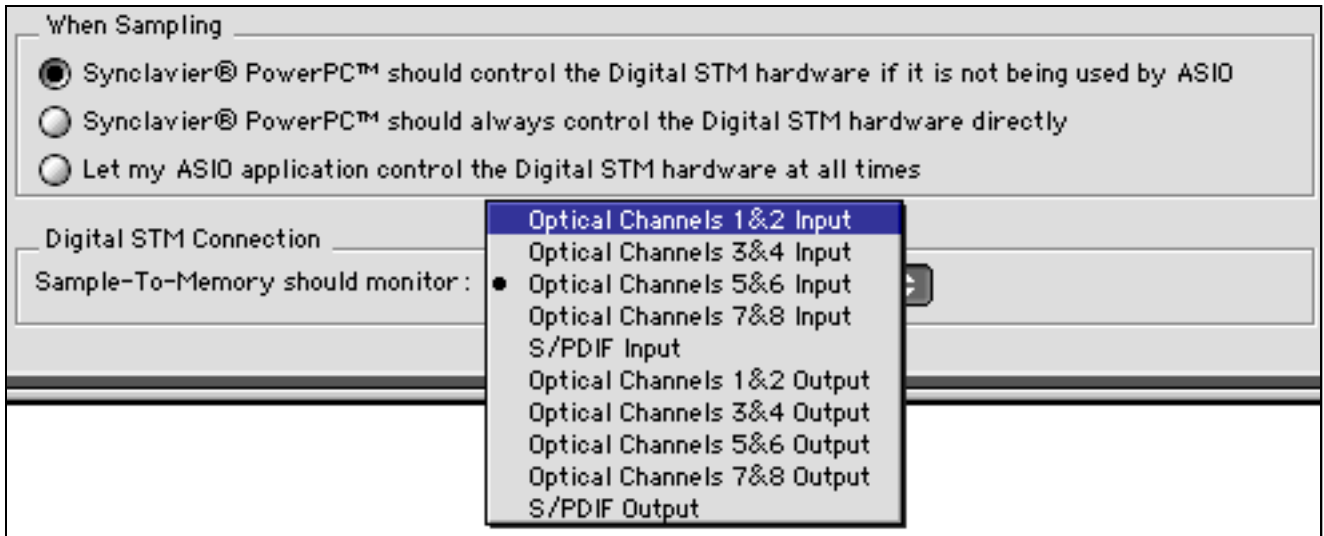 When Sampling
Synclavier® PowerPC™ should control the Digital STM hardware if it is not being used by ASIO
Synclavier® PowerPC™ should always control the Digital STM hardware directly
Let my ASIO application control the Digital STM hardware at all times
Digital STM Connection
Sample-To-Memory should monitor :
Optical Channels 1&2 Input
Optical Channels 3&4 Input
Optical Channels 5&6 Input
Optical Channels 7&8 Input
S/PDIF Input
Optical Channels 1&2 Output
Optical Channels 3&4 Output
Optical Channels 5&6 Output
Optical Channels 7&8 Output
S/PDIF Output